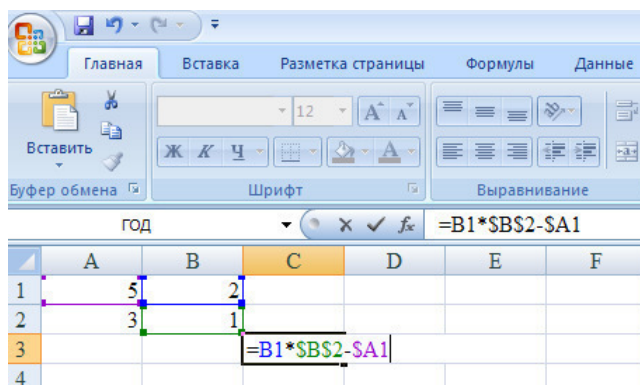 Главная Вставка Разметка страницы Формулы Данные
12 А А
Вставить
Ж К Ч А
Буфер обмена Шрифт Выравнивание
ГОД fx =B1*$B$2-$A1
A B C D E F
1 5 2
2 3 1
3 =B1*$B$2-$A1
4